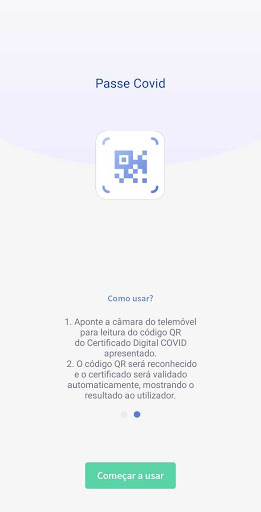 Passe Covid
Como usar?
1. Aponte a câmara do telemóvel
para leitura do código QR
do Certificado Digital COVID
apresentado.
2. O código QR será reconhecido
e o certificado será validado
automaticamente, mostrando o
resultado ao utilizador.
Começar a usar